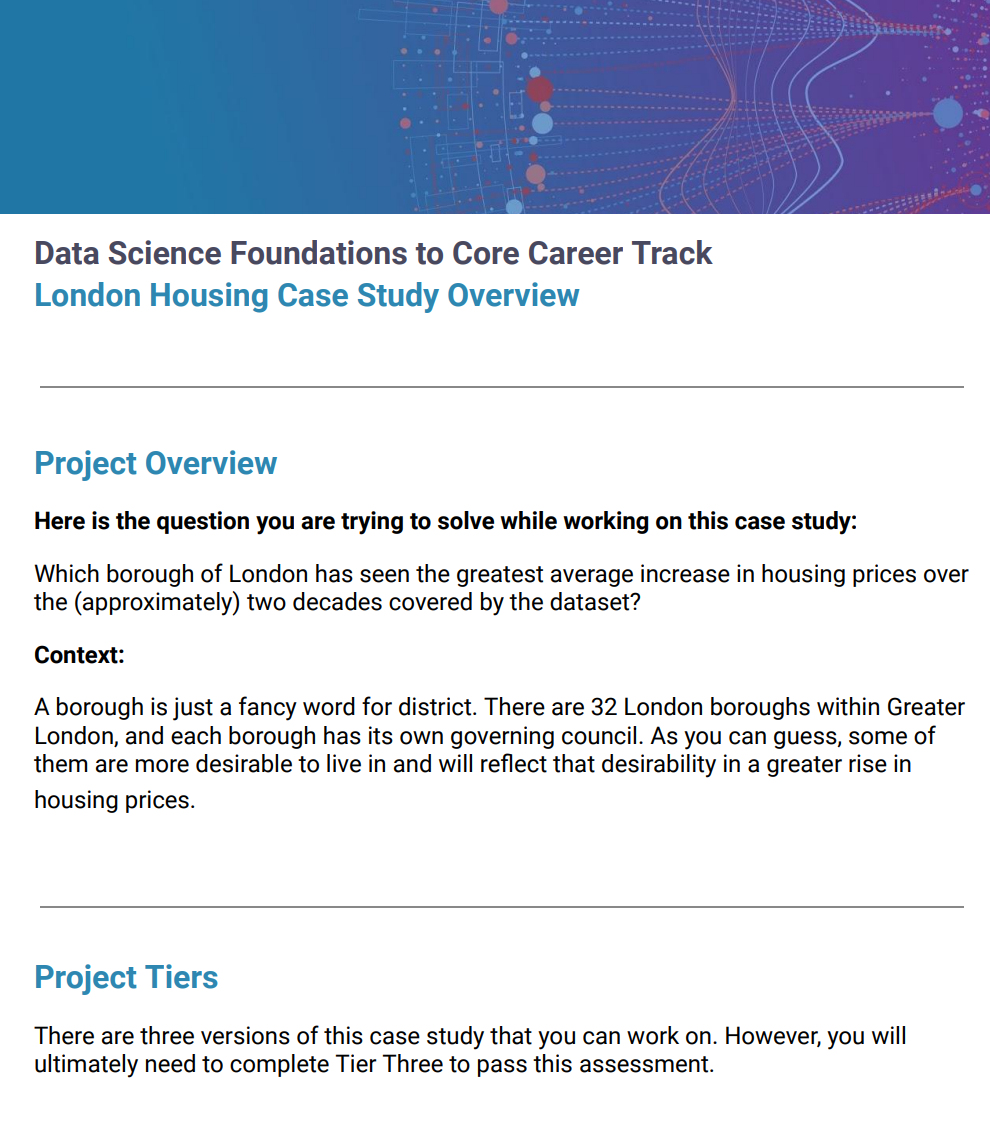 Data Science Foundations to Core Career Track
London Housing Case Study Overview
Project Overview
Here is the question you are trying to solve while working on this case study:
Which borough of London has seen the greatest average increase in housing prices over
the (approximately) two decades covered by the dataset?
Context:
A borough is just a fancy word for district. There are 32 London boroughs within Greater
London, and each borough has its own governing council. As you can guess, some of
them are more desirable to live in and will reflect that desirability in a greater rise in
housing prices.
Project Tiers
There are three versions of this case study that you can work on. However, you will
ultimately need to complete Tier Three to pass this assessment.